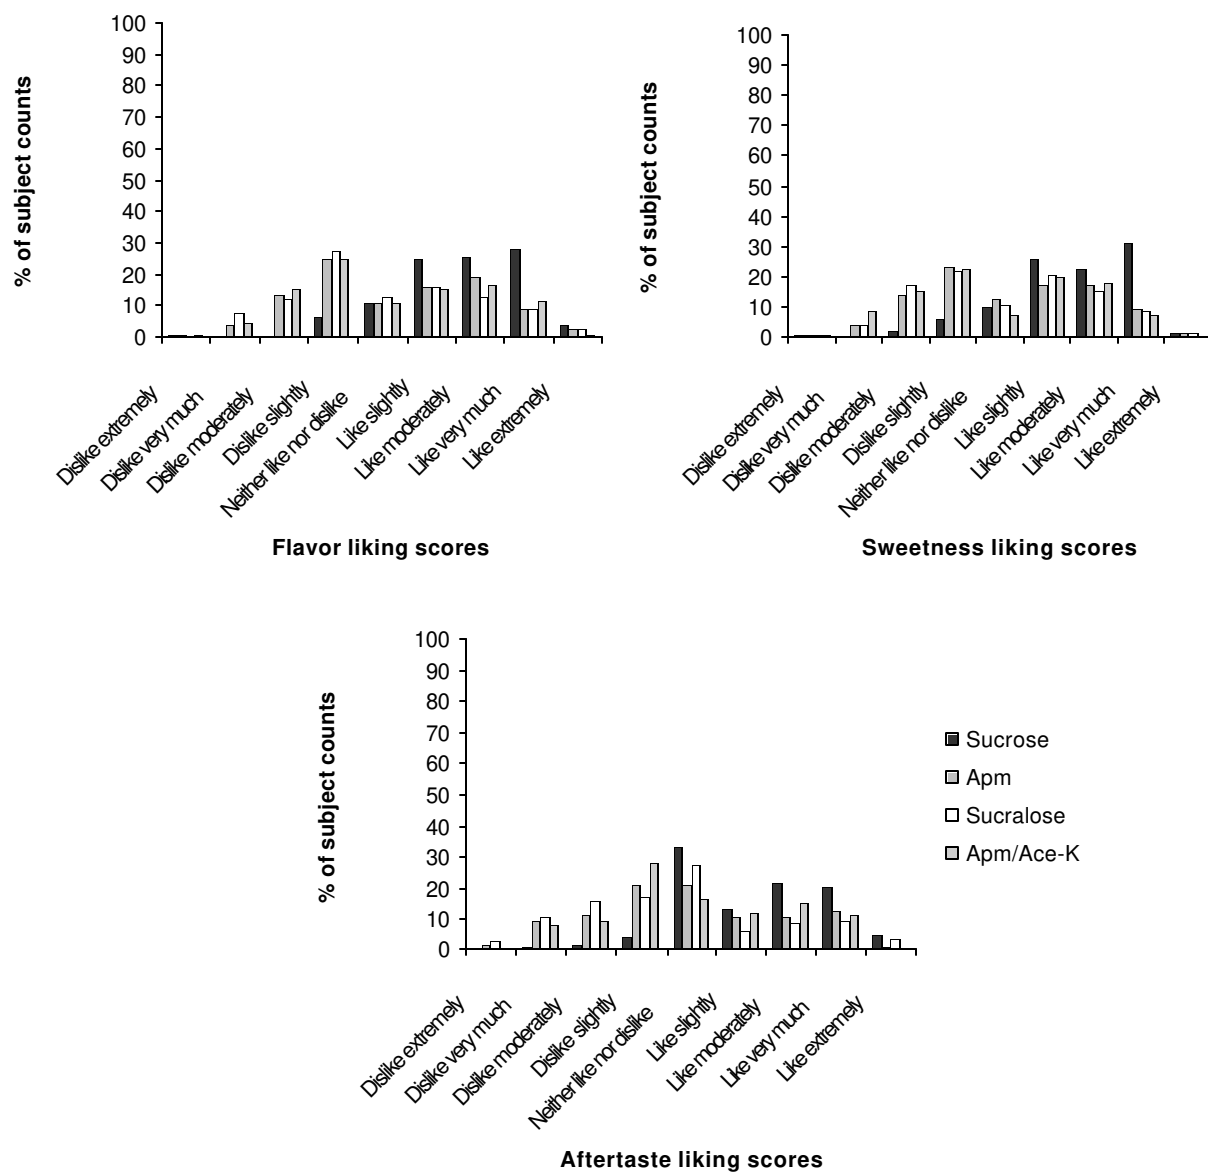 % of subject counts
100
90
80
70
60
50
40
30
20
10
0
Dislike extremely
Dislike very much
Dislike moderately
Dislike slightly
Neither like nor dislike
Like slightly
Like moderately
Like very much
Like extremely
Flavor liking scores
% of subject counts
100
90
80
70
60
50
40
30
20
10
0
Dislike extremely
Dislike very much
Dislike moderately
Dislike slightly
Neither like nor dislike
Like slightly
Like moderately
Like very much
Like extremely
Sweetness liking scores
% of subject counts
100
90
80
70
60
50
40
30
20
10
0
Dislike extremely
Dislike very much
Dislike moderately
Dislike slightly
Neither like nor dislike
Like slightly
Like moderately
Like very much
Like extremely
Aftertaste liking scores
Sucrose
Apm
Sucralose
Apm/Ace-K